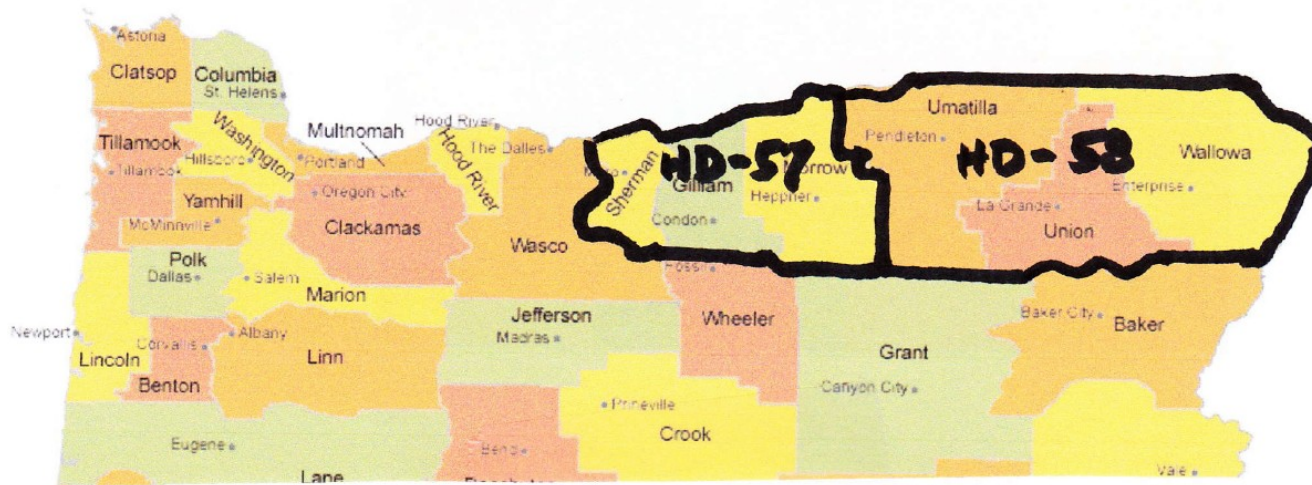 Astoria
Clatsop
Columbia
St. Helens
Tillamook
Tillamook
Washington
Hillsboro
Multnomah
Portland
Hood River
Hood River
The Dalles
Oregon City
Yamhill
McMinnville
Clackamas
Polk
Dallas
Salem
Marion
Wasco
Sherman
HD-57
Gilliam
Condon
Morrow
Heppner
Umatilla
Pendleton
HD-58
Wallowa
Enterprise
La Grande
Union
Fossil
Newport
Lincoln
Corvallis
Albany
Benton
Linn
Jefferson
Madras
Wheeler
Grant
Canyon City
Baker City
Baker
Prineville
Crook
Eugene
Lane
Bend
Vale